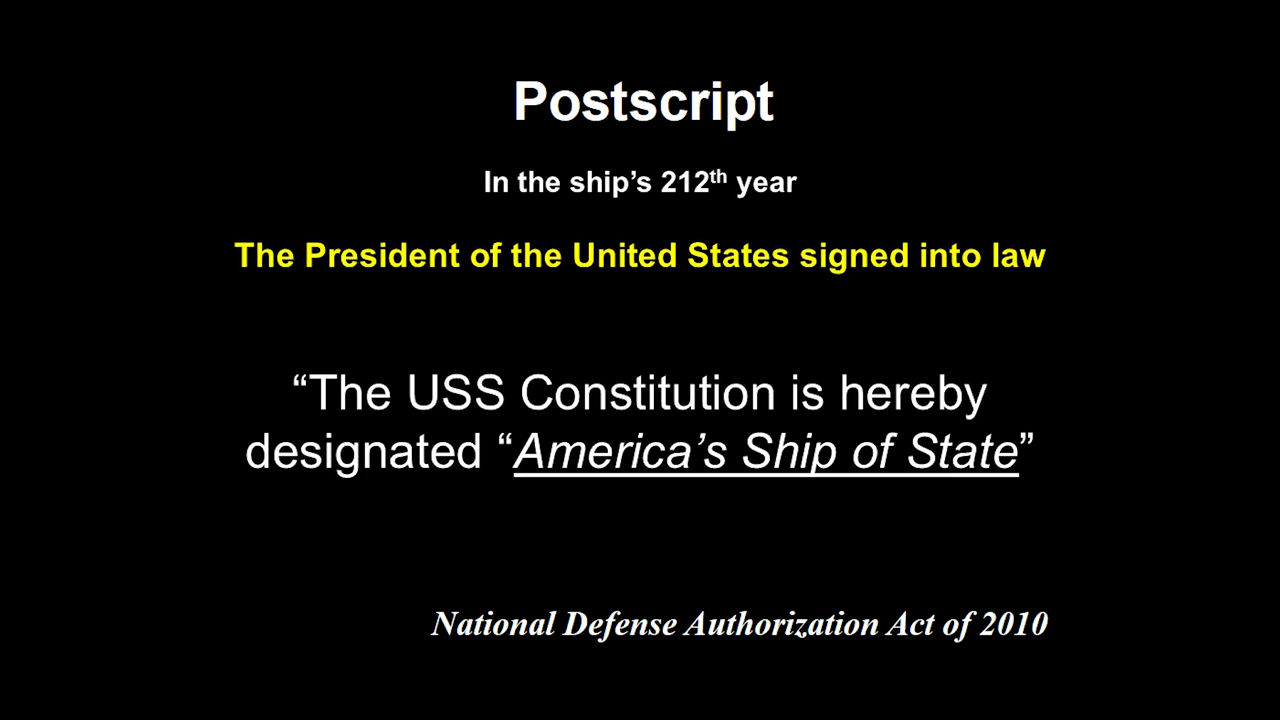 Postscript
In the ship’s 212th year
The President of the United States signed into law
“The USS Constitution is hereby
designated “America’s Ship of State”
National Defense Authorization Act of 2010